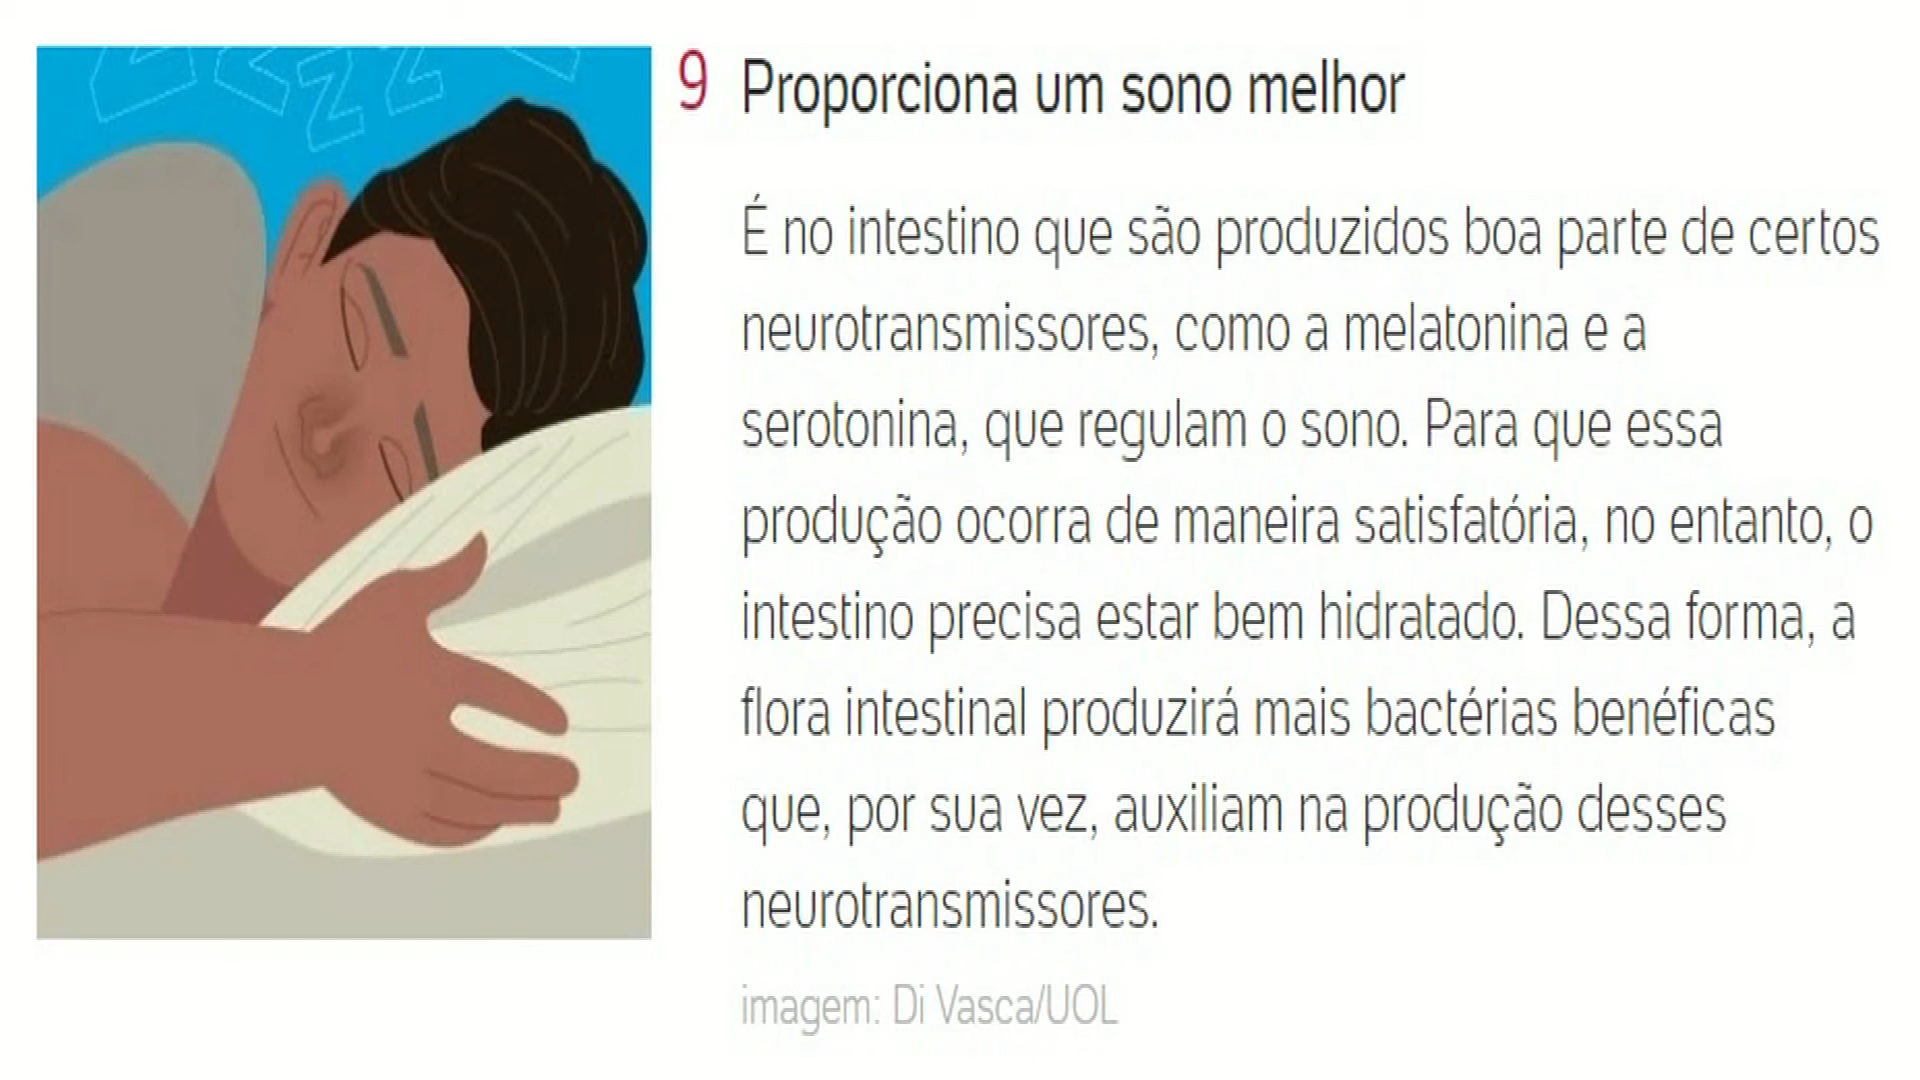 zzzz
9 Proporciona um sono melhor
É no intestino que são produzidos boa parte de certos
neurotransmissores, como a melatonina e a
serotonina, que regulam o sono. Para que essa
produção ocorra de maneira satisfatória, no entanto, o
intestino precisa estar bem hidratado. Dessa forma, a
flora intestinal produzirá mais bactérias benéficas
que, por sua vez, auxiliam na produção desses
neurotransmissores.
imagem: Di Vasca/UOL